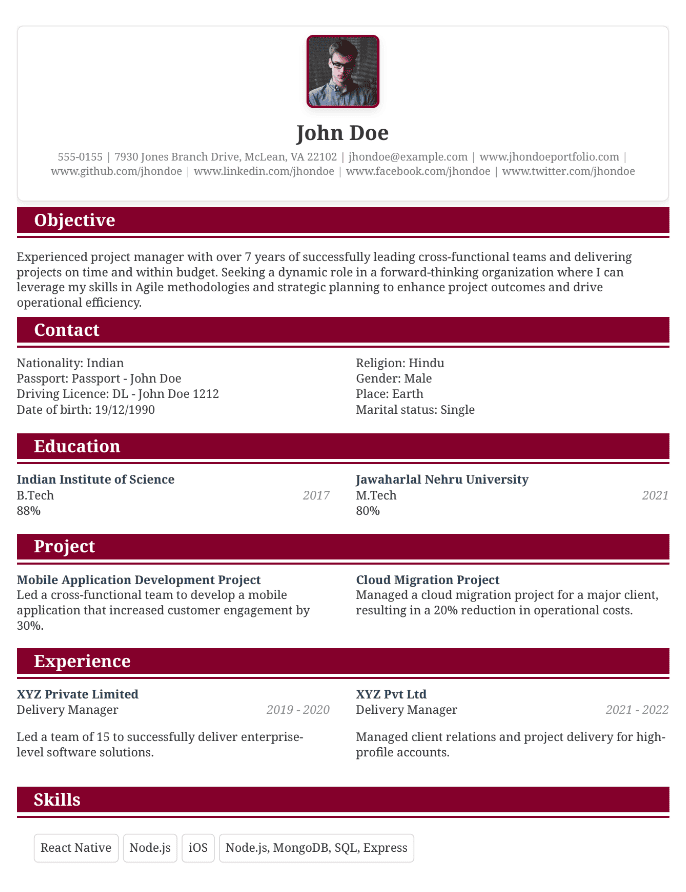 John Doe
555-0155 | 7930 Jones Branch Drive, McLean, VA 22102 | jhondoe@example.com | www.jhondoeportfolio.com |
www.github.com/jhondoe | www.linkedin.com/jhondoe | www.facebook.com/jhondoe | www.twitter.com/jhondoe
Objective
Experienced project manager with over 7 years of successfully leading cross-functional teams and delivering
projects on time and within budget. Seeking a dynamic role in a forward-thinking organization where I can
leverage my skills in Agile methodologies and strategic planning to enhance project outcomes and drive
operational efficiency.
Contact
Nationality: Indian
Passport: Passport - John Doe
Driving Licence: DL - John Doe 1212
Date of birth: 19/12/1990
Religion: Hindu
Gender: Male
Place: Earth
Marital status: Single
Education
Indian Institute of Science
B.Tech 2017
88%
Jawaharlal Nehru University
M.Tech 2021
80%
Project
Mobile Application Development Project
Led a cross-functional team to develop a mobile
application that increased customer engagement by
30%.
Cloud Migration Project
Managed a cloud migration project for a major client,
resulting in a 20% reduction in operational costs.
Experience
XYZ Private Limited
Delivery Manager 2019 - 2020
Led a team of 15 to successfully deliver enterprise-
level software solutions.
XYZ Pvt Ltd
Delivery Manager 2021 - 2022
Managed client relations and project delivery for high-
profile accounts.
Skills
React Native Node.js iOS Node.js, MongoDB, SQL, Express